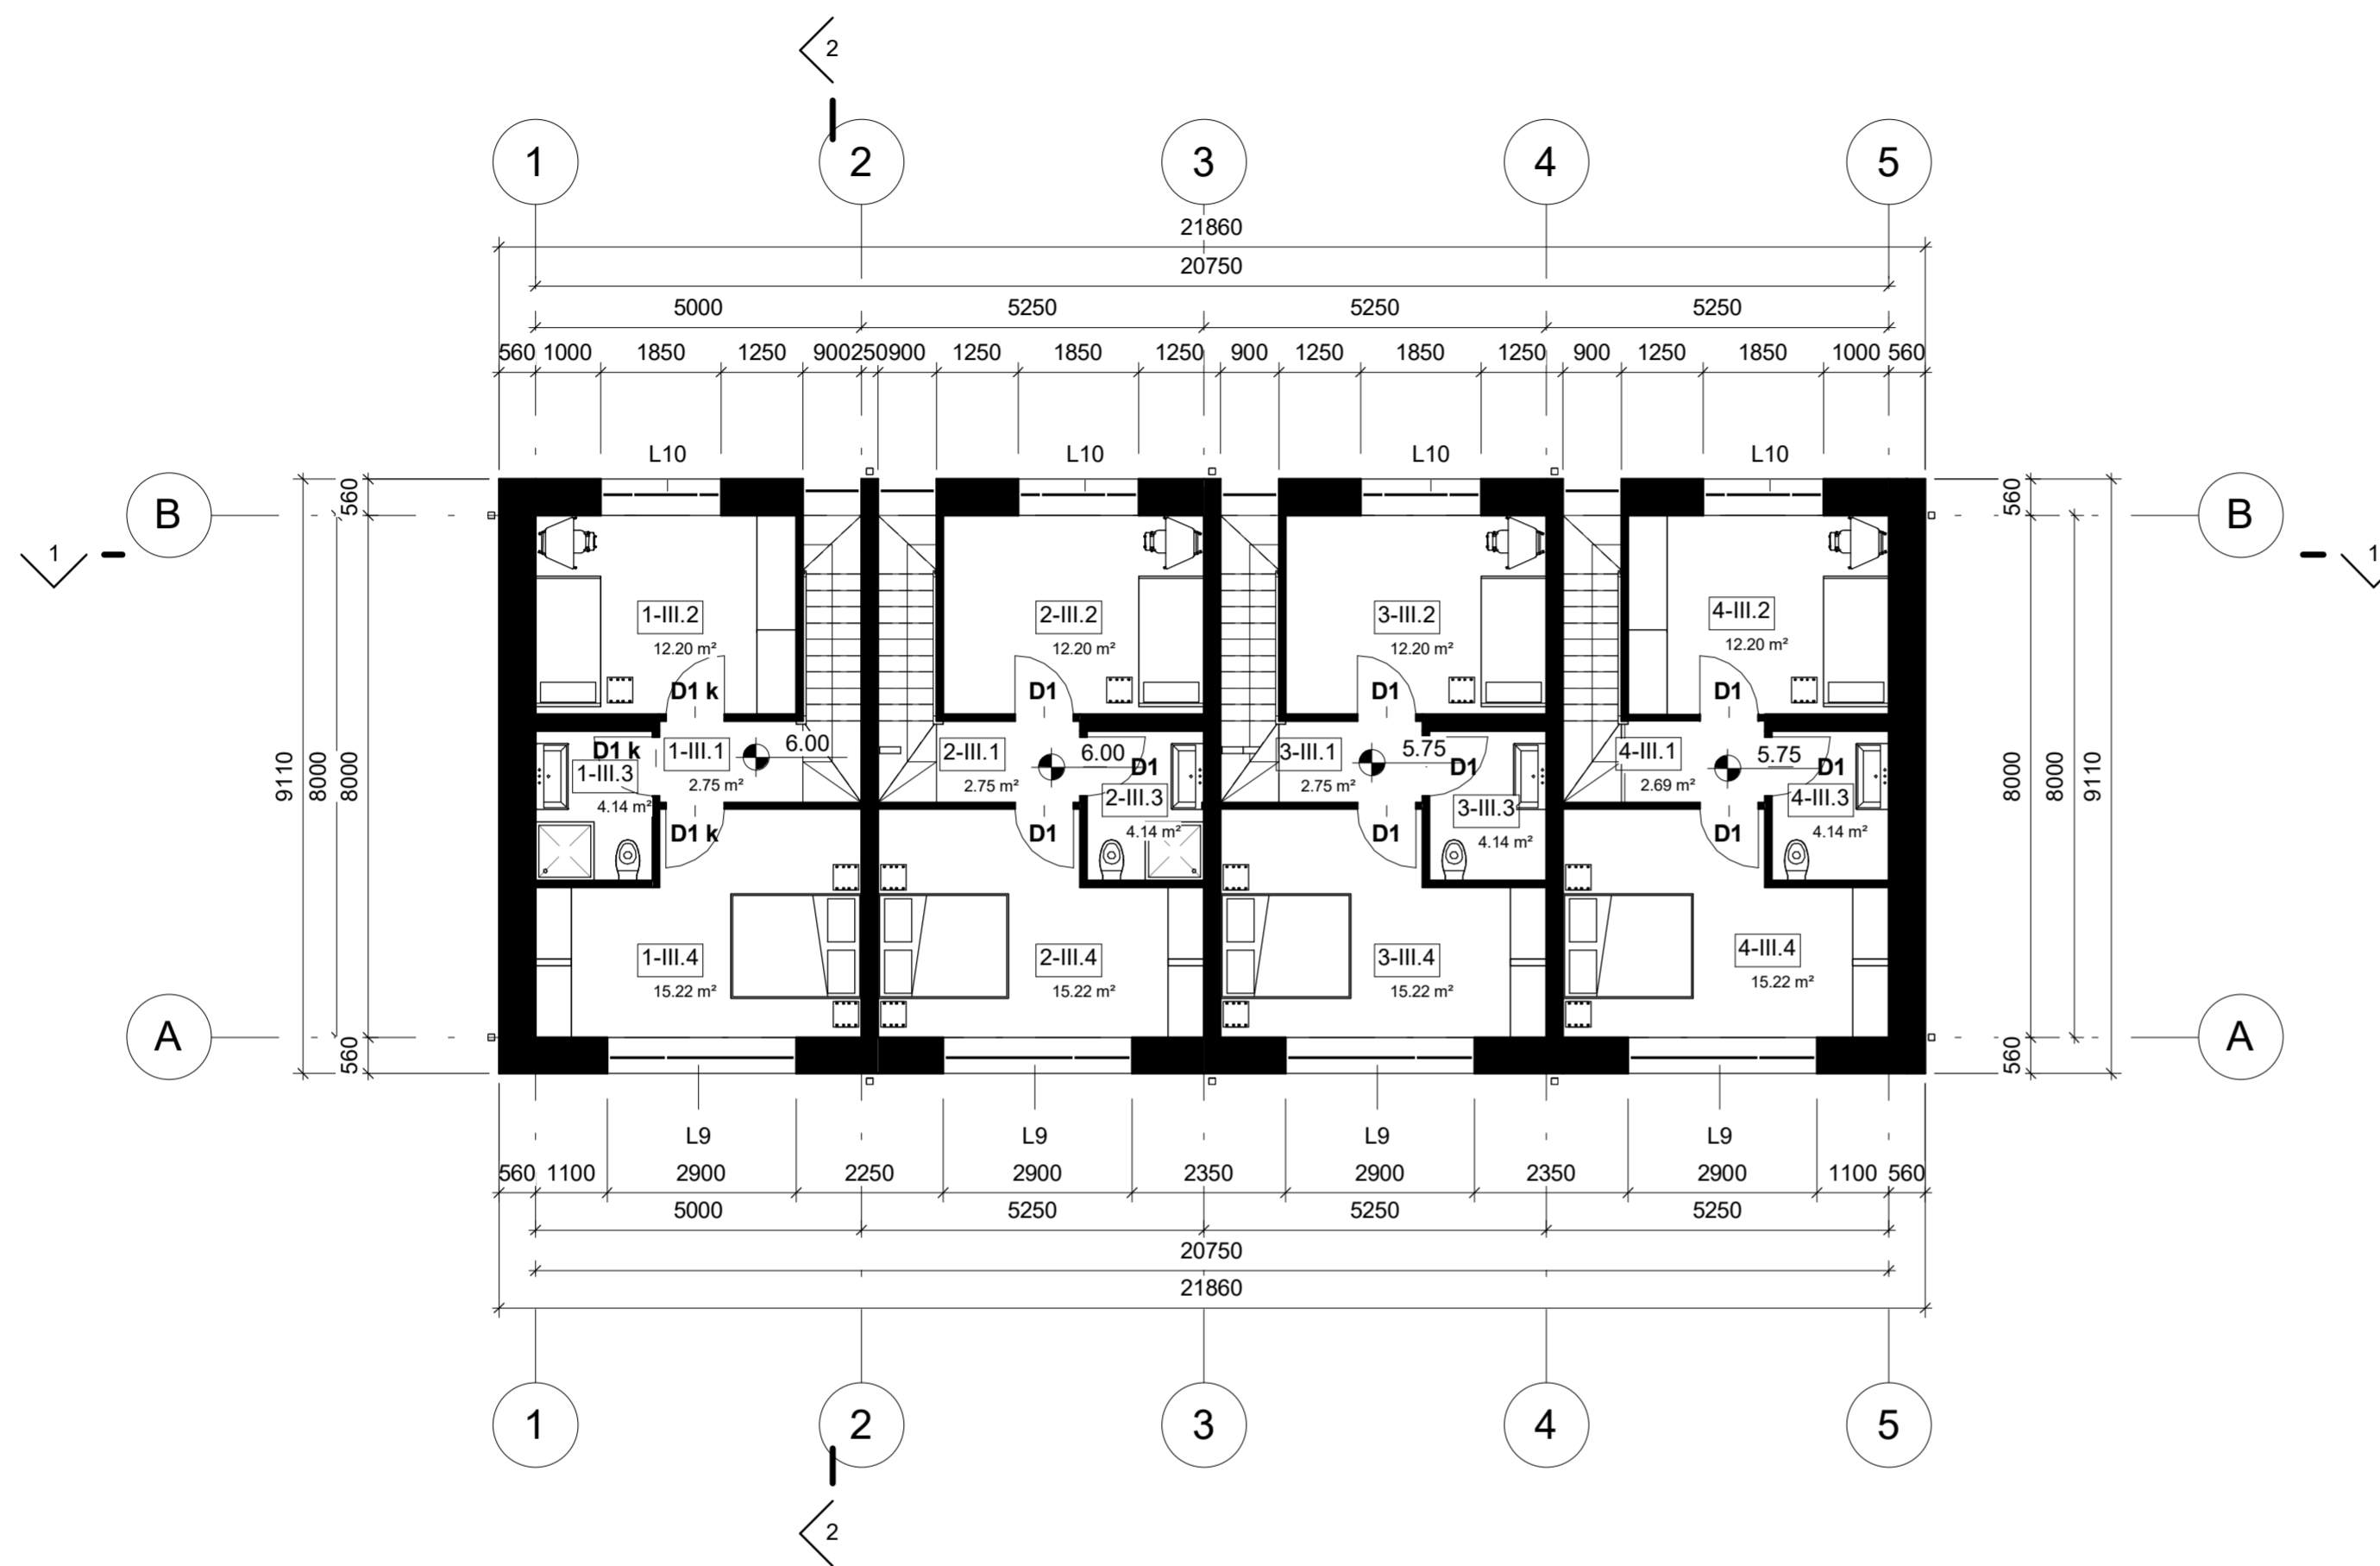 2
1 2 3 4 5
21860
20750
5000 5250 5250 5250
560 1000 1850 1250 900 250 900 1250 1850 1250 900 1250 1850 1250 900 1250 1850 1000 560
L10 L10 L10 L10
B 560 560 B
1 1
1-III.2 2-III.2 3-III.2 4-III.2
12.20 m² 12.20 m² 12.20 m² 12.20 m²
D1 k D1 D1 D1
9110 8000 8000 8000 8000 9110
D1 k 1-III.1 6.00 2-III.1 6.00 D1 3-III.1 5.75 D1 4-III.1 5.75 D1
1-III.3 2.75 m² 2.75 m² 2.75 m² 2.69 m²
4.14 m² 2-III.3 3-III.3 4-III.3
D1 k D1 4.14 m² D1 4.14 m² D1 4.14 m²
1-III.4 2-III.4 3-III.4 4-III.4
15.22 m² 15.22 m² 15.22 m² 15.22 m²
A 560 560 A
L9 L9 L9 L9
560 1100 2900 2250 2900 2350 2900 2350 2900 1100 560
5000 5250 5250 5250
20750
21860
1 2 3 4 5
2